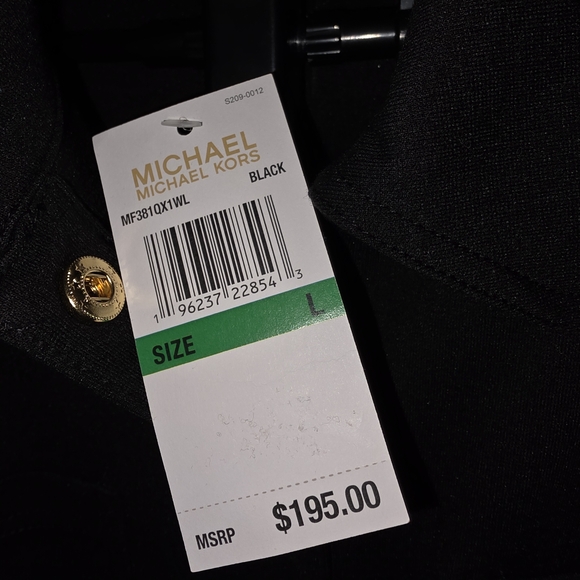 S209-0012
MICHAEL
MICHAEL KORS
MF381QX1WL BLACK
1 96237 22854 3
SIZE L
MSRP $195.00